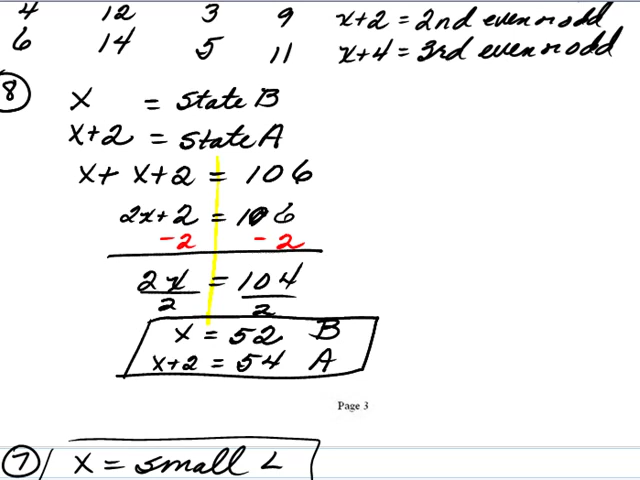 4 12 3 9 x+2 = 2nd even or odd
6 14 5 11 x+4 = 3rd even or odd
8 x = state B
x+2 = state A
x + x+2 = 106
2x+2 = 106
-2 -2
2x = 104
2 2
x = 52 B
x+2 = 54 A
Page 3
7 x = small L